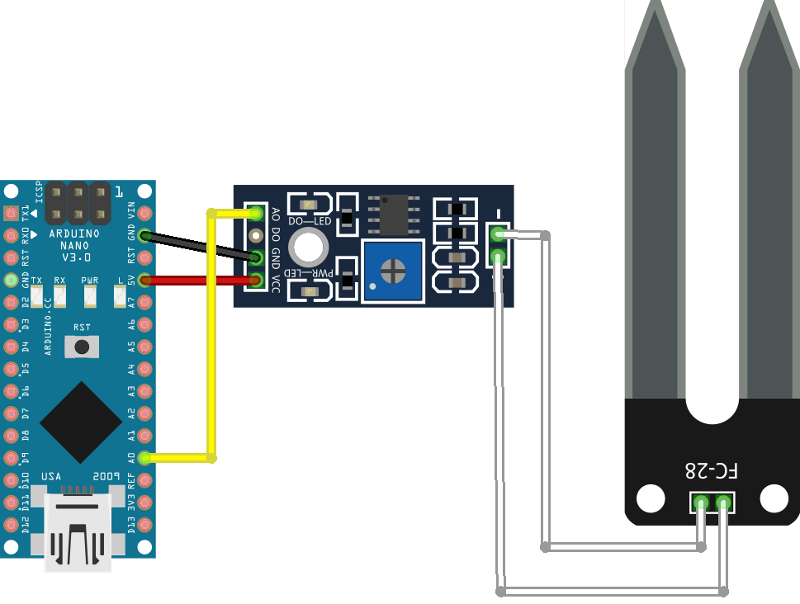 ICSP
1
ARDUINO
NANO
V3.0
TX1
RX0
RST
GND
D2
D3
D4
D5
D6
D7
D8
D9
D10
D11
D12
VIN
GND
RST
5V
A7
A6
A5
A4
A3
A2
A1
A0
REF
3V3
D13
TX
RX
PWR
L
ARDUINO.CC
RST
USA
2009
AO
DO
GND
VCC
DO—LED
PWR—LED
1
FC-28